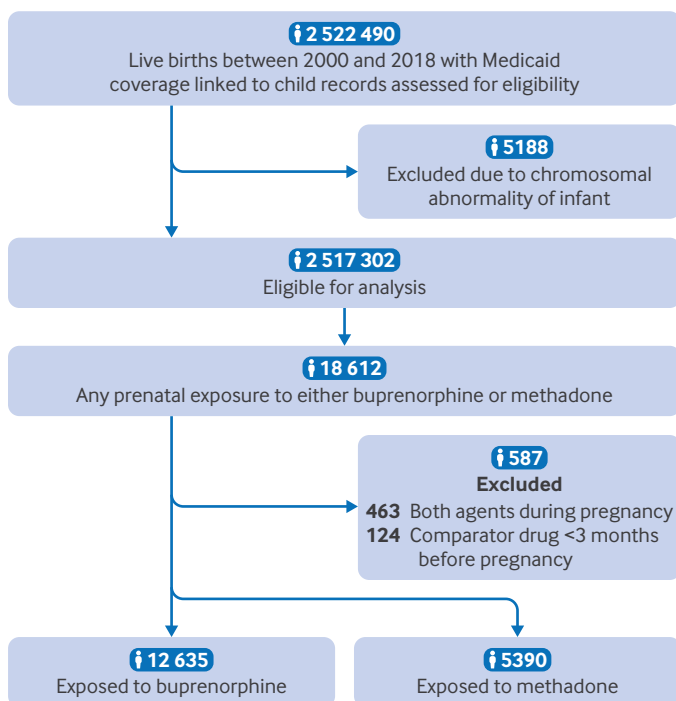 2 522 490
Live births between 2000 and 2018 with Medicaid
coverage linked to child records assessed for eligibility
5188
Excluded due to chromosomal
abnormality of infant
2 517 302
Eligible for analysis
18 612
Any prenatal exposure to either buprenorphine or methadone
587
Excluded
463 Both agents during pregnancy
124 Comparator drug <3 months
before pregnancy
12 635
Exposed to buprenorphine
5390
Exposed to methadone